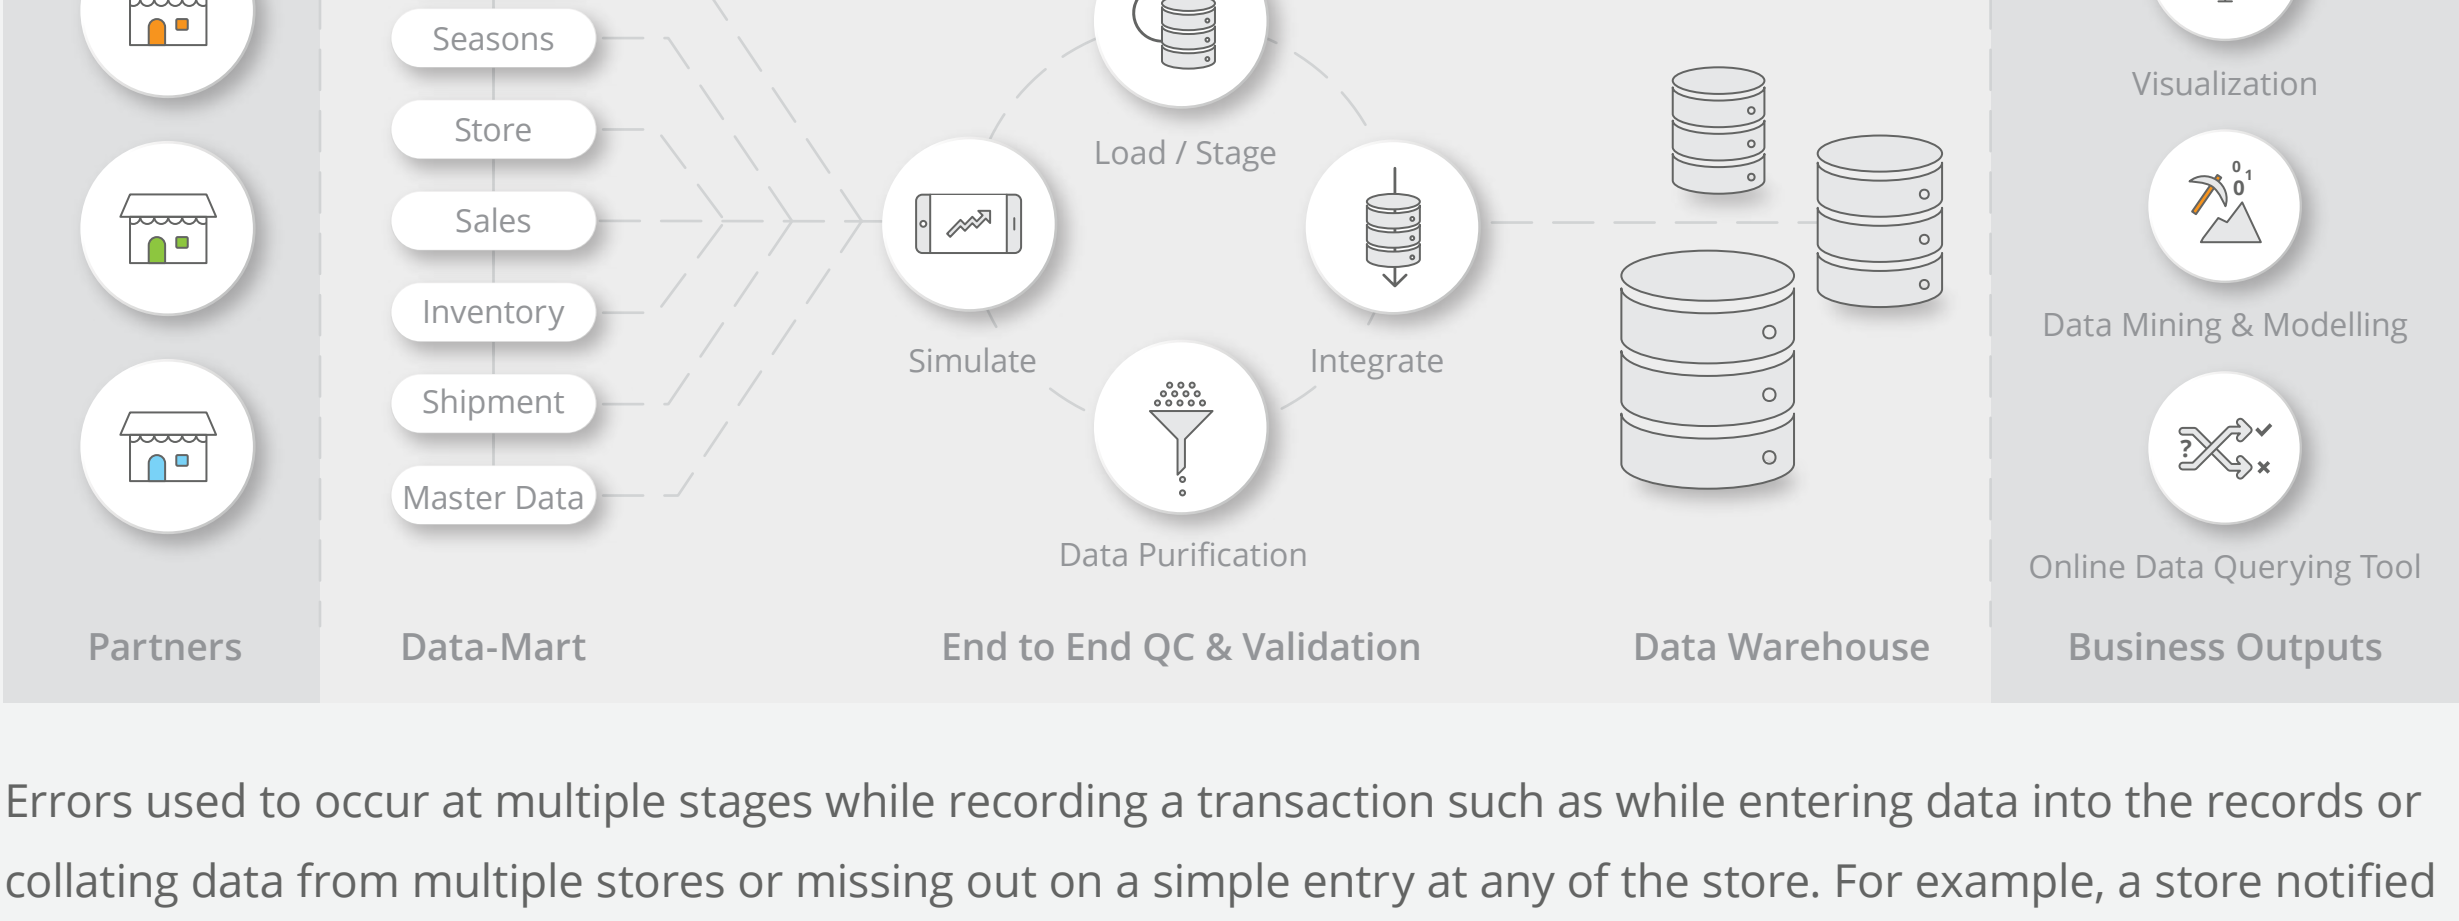 Seasons
Store
Sales
Inventory
Shipment
Master Data
Load / Stage
Simulate
Integrate
Data Purification
Visualization
0
1
0
Data Mining & Modelling
?
Online Data Querying Tool
Partners
Data-Mart
End to End QC & Validation
Data Warehouse
Business Outputs
Errors used to occur at multiple stages while recording a transaction such as while entering data into the records or
collating data from multiple stores or missing out on a simple entry at any of the store. For example, a store notified